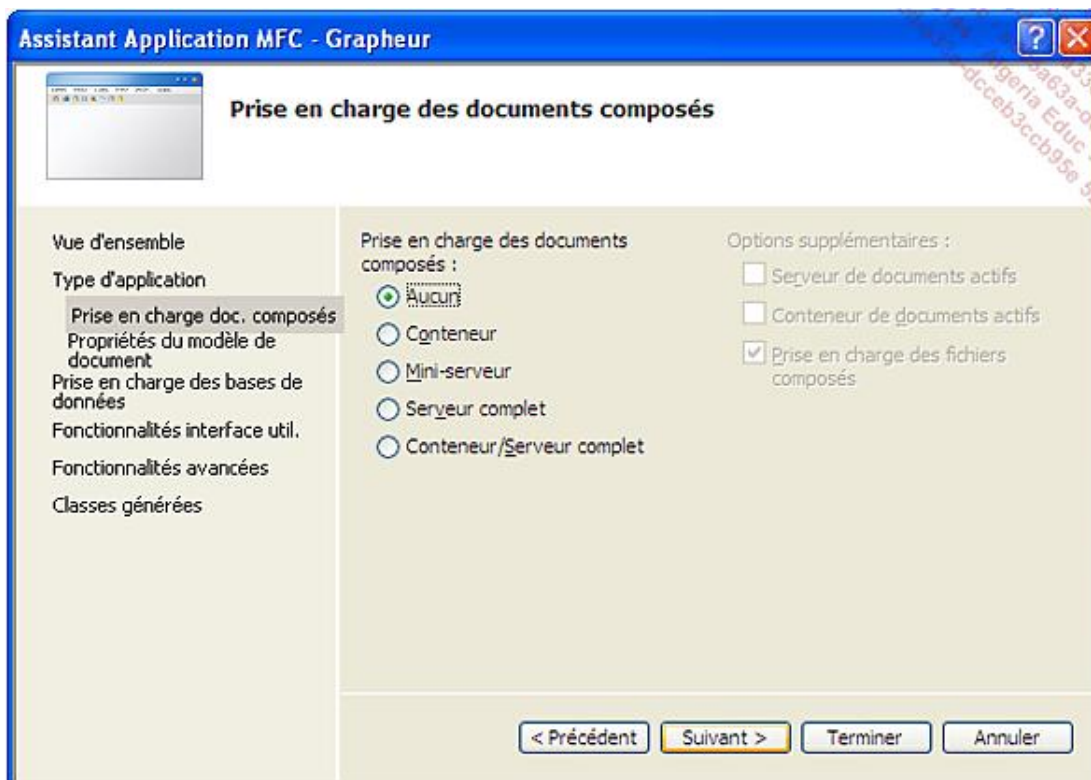 Assistant Application MFC - Grapheur
Prise en charge des documents composés
Vue d'ensemble
Type d'application
Prise en charge doc. composés
Propriétés du modèle de
document
Prise en charge des bases de
données
Fonctionnalités interface util.
Fonctionnalités avancées
Classes générées
Prise en charge des documents
composés :
Aucun
Conteneur
Mini-serveur
Serveur complet
Conteneur/Serveur complet
Options supplémentaires :
Serveur de documents actifs
Conteneur de documents actifs
Prise en charge des fichiers
composés
< Précédent
Suivant >
Terminer
Annuler
Algeria Educ